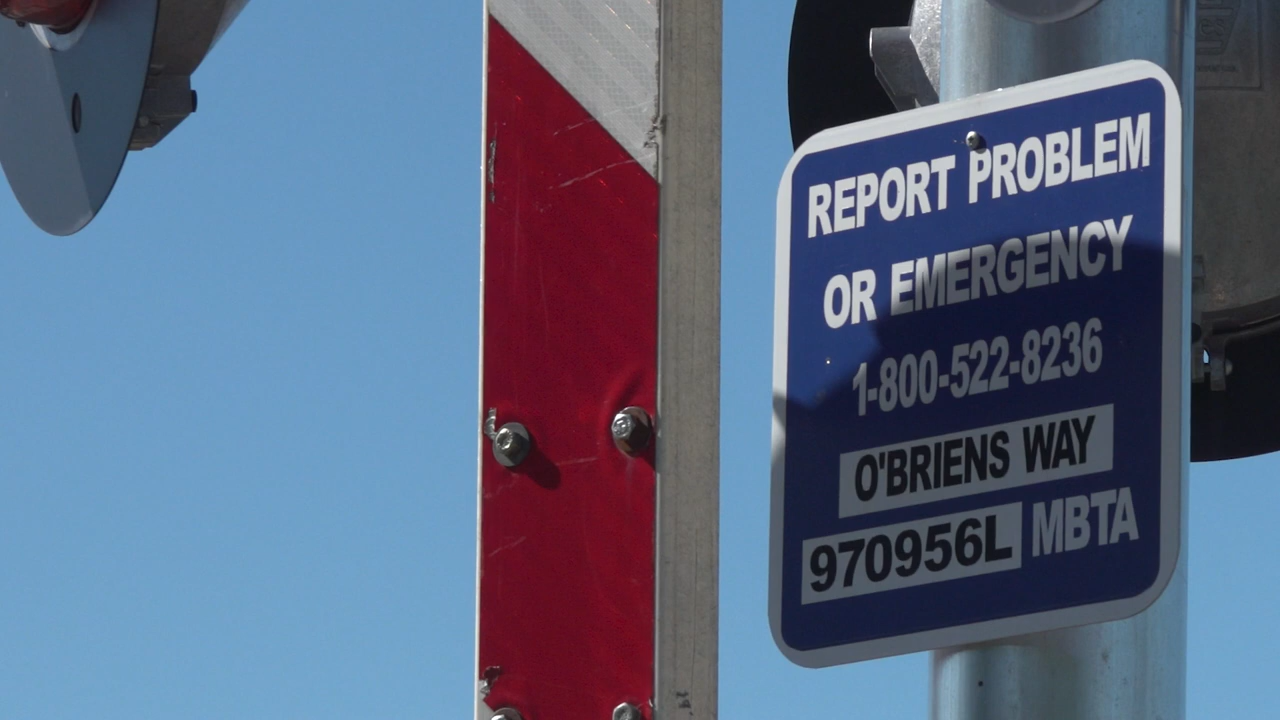 REPORT PROBLEM
OR EMERGENCY
1-800-522-8236
O'BRIENS WAY
970956L MBTA